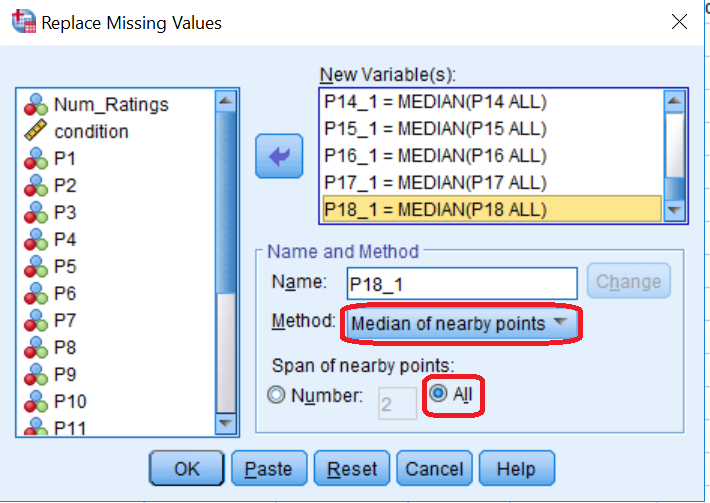 Replace Missing Values
New Variable(s):
Num_Ratings
condition
P1
P2
P3
P4
P5
P6
P7
P8
P9
P10
P11
P14_1 = MEDIAN(P14 ALL)
P15_1 = MEDIAN(P15 ALL)
P16_1 = MEDIAN(P16 ALL)
P17_1 = MEDIAN(P17 ALL)
P18_1 = MEDIAN(P18 ALL)
Name and Method
Name: P18_1 Change
Method: Median of nearby points
Span of nearby points:
Number: 2 All
OK Paste Reset Cancel Help